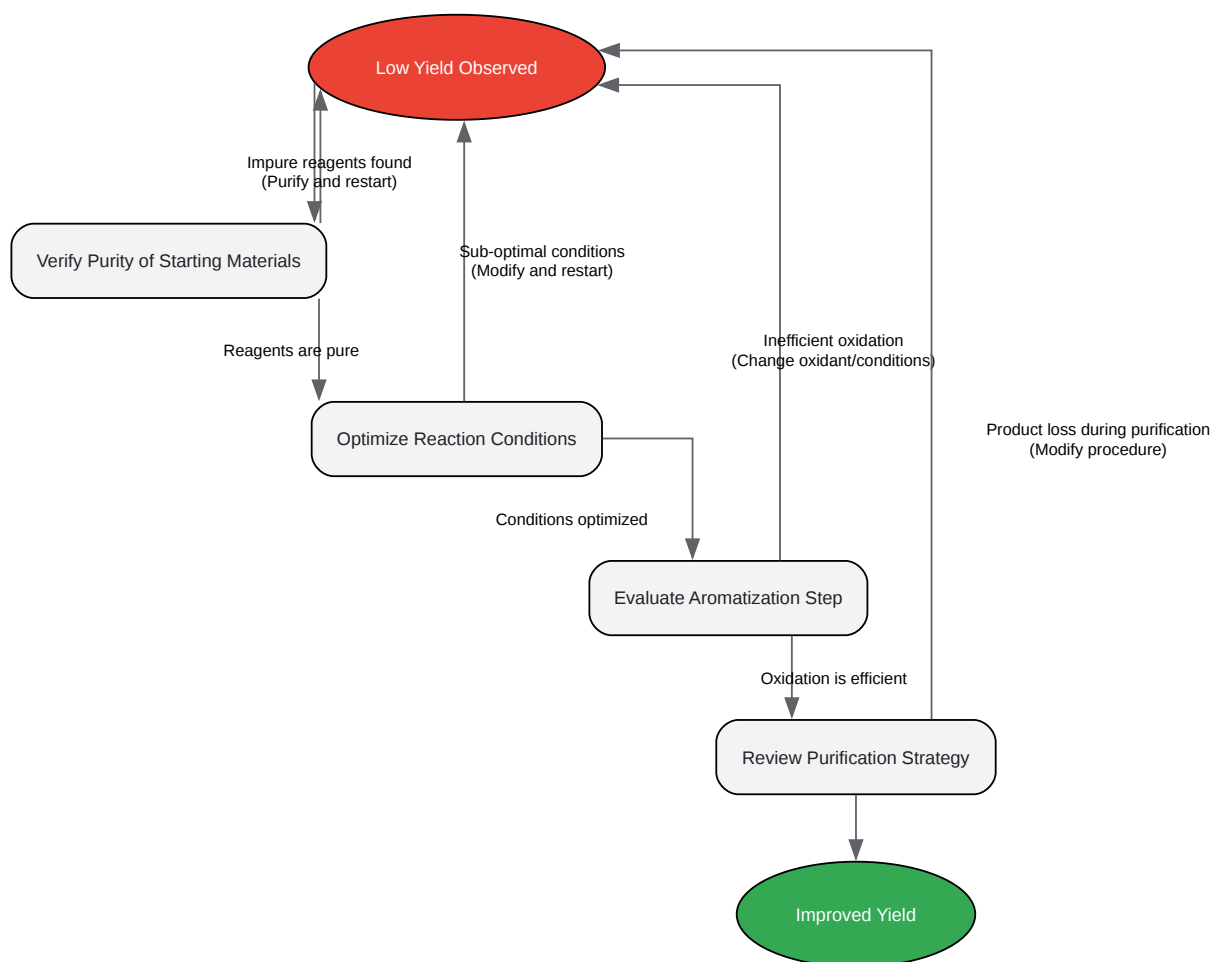 Low Yield Observed
Impure reagents found
(Purify and restart)
Verify Purity of Starting Materials
Sub-optimal conditions
(Modify and restart)
Reagents are pure
Inefficient oxidation
(Change oxidant/conditions)
Optimize Reaction Conditions
Product loss during purification
(Modify procedure)
Conditions optimized
Evaluate Aromatization Step
Oxidation is efficient
Review Purification Strategy
Improved Yield